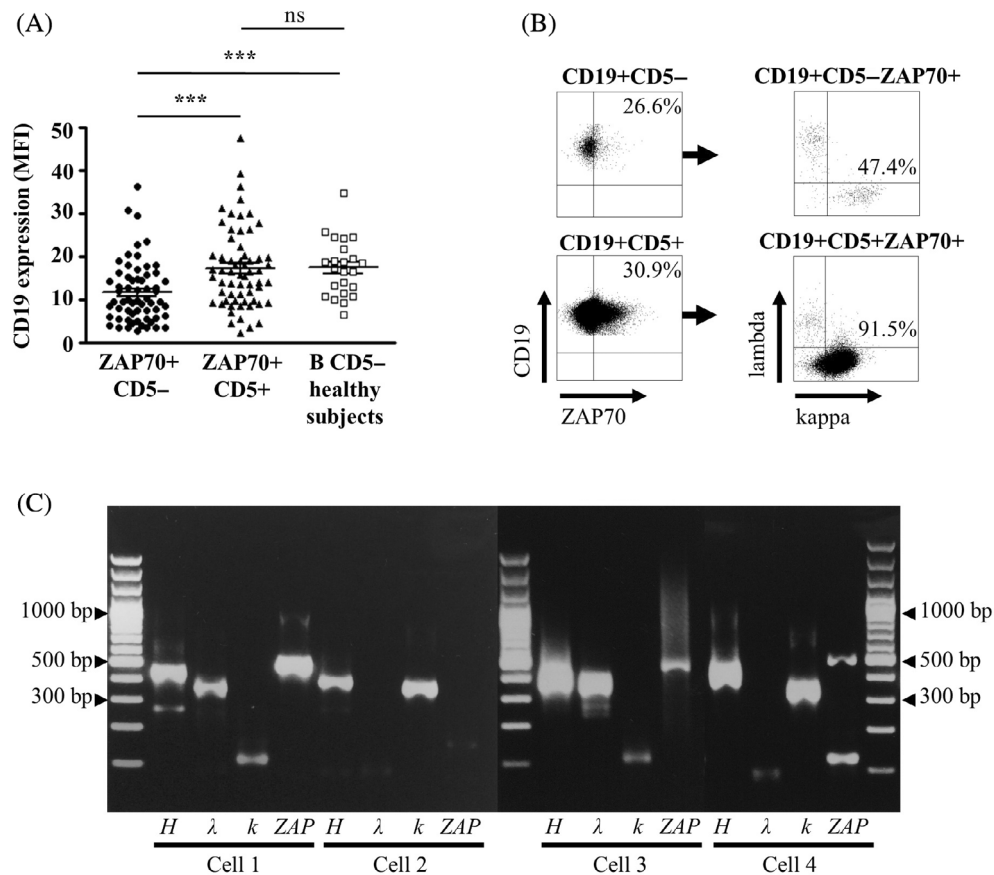 (A)
ns
***
***
CD19 expression (MFI)
50
40
30
20
10
0
ZAP70+
CD5–
ZAP70+
CD5+
B CD5–
healthy
subjects
(B)
CD19+CD5–
26.6%
CD19+CD5–ZAP70+
47.4%
CD19+CD5+
30.9%
CD19+CD5+ZAP70+
91.5%
CD19
ZAP70
lambda
kappa
(C)
1000 bp
500 bp
300 bp
1000 bp
500 bp
300 bp
H λ k ZAP H λ k ZAP H λ k ZAP H λ k ZAP
Cell 1 Cell 2 Cell 3 Cell 4